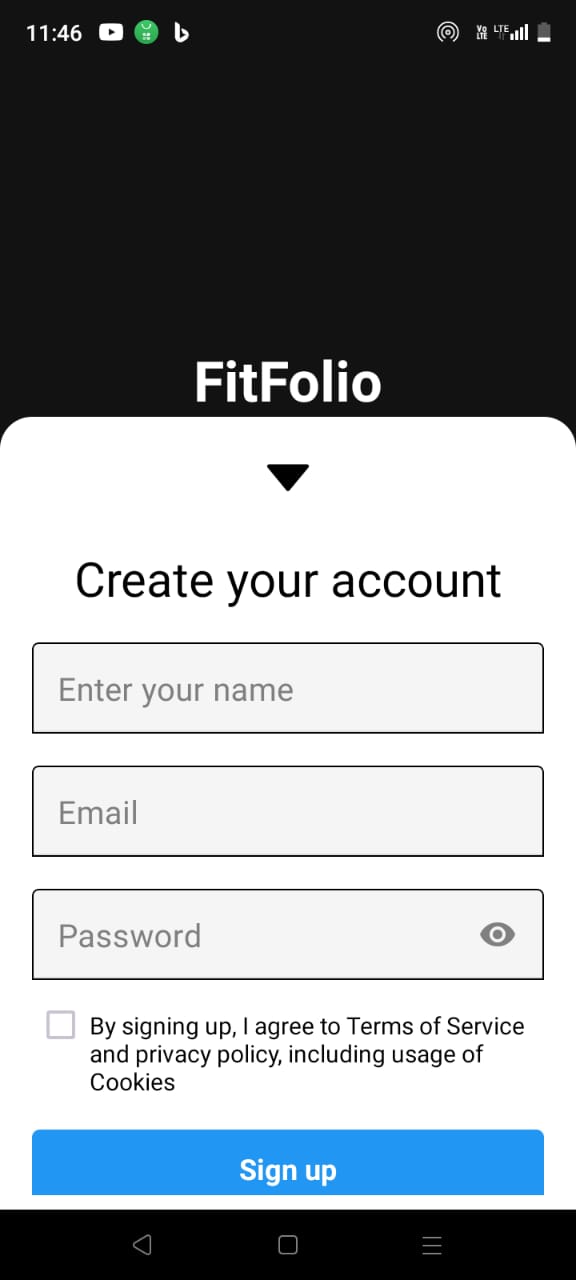 11:46
Vo LTE LTE
FitFolio
Create your account
Enter your name
Email
Password
By signing up, I agree to Terms of Service
and privacy policy, including usage of
Cookies
Sign up